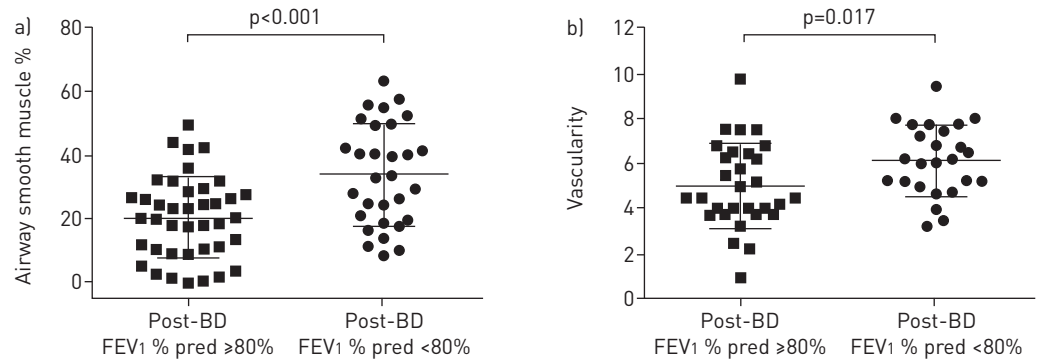 a)
p<0.001
Airway smooth muscle %
80
60
40
20
0
Post-BD
FEV1 % pred ≥80%
Post-BD
FEV1 % pred <80%
b)
p=0.017
Vascularity
12
10
8
6
4
2
0
Post-BD
FEV1 % pred ≥80%
Post-BD
FEV1 % pred <80%